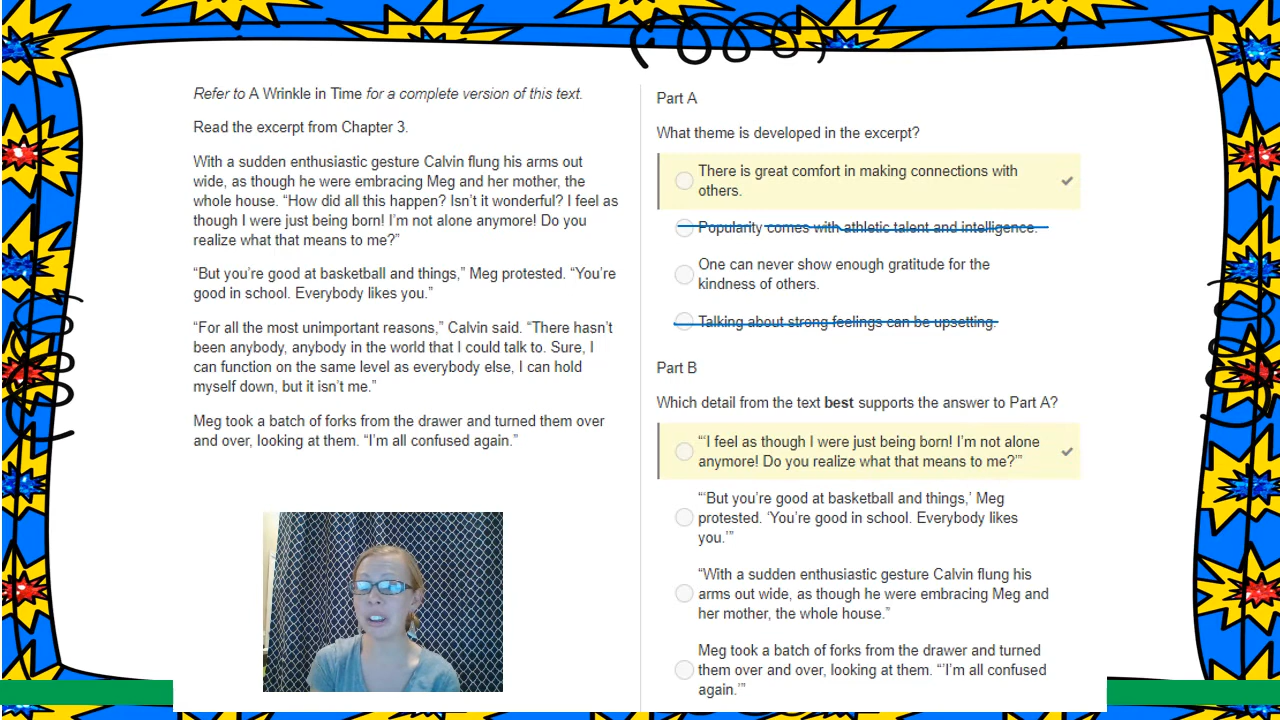 Refer to A Wrinkle in Time for a complete version of this text.
Read the excerpt from Chapter 3.
With a sudden enthusiastic gesture Calvin flung his arms out
wide, as though he were embracing Meg and her mother, the
whole house. “How did all this happen? Isn’t it wonderful? I feel as
though I were just being born! I’m not alone anymore! Do you
realize what that means to me?”
“But you’re good at basketball and things,” Meg protested. “You’re
good in school. Everybody likes you.”
“For all the most unimportant reasons,” Calvin said. “There hasn’t
been anybody, anybody in the world that I could talk to. Sure, I
can function on the same level as everybody else, I can hold
myself down, but it isn’t me.”
Meg took a batch of forks from the drawer and turned them over
and over, looking at them. “I’m all confused again.”
Part A
What theme is developed in the excerpt?
There is great comfort in making connections with
others.
Popularity comes with athletic talent and intelligence.
One can never show enough gratitude for the
kindness of others.
Talking about strong feelings can be upsetting.
Part B
Which detail from the text best supports the answer to Part A?
“‘I feel as though I were just being born! I’m not alone
anymore! Do you realize what that means to me?’”
“‘But you’re good at basketball and things,’ Meg
protested. ‘You’re good in school. Everybody likes
you.’”
“With a sudden enthusiastic gesture Calvin flung his
arms out wide, as though he were embracing Meg and
her mother, the whole house.”
Meg took a batch of forks from the drawer and turned
them over and over, looking at them. “‘I’m all confused
again.’”